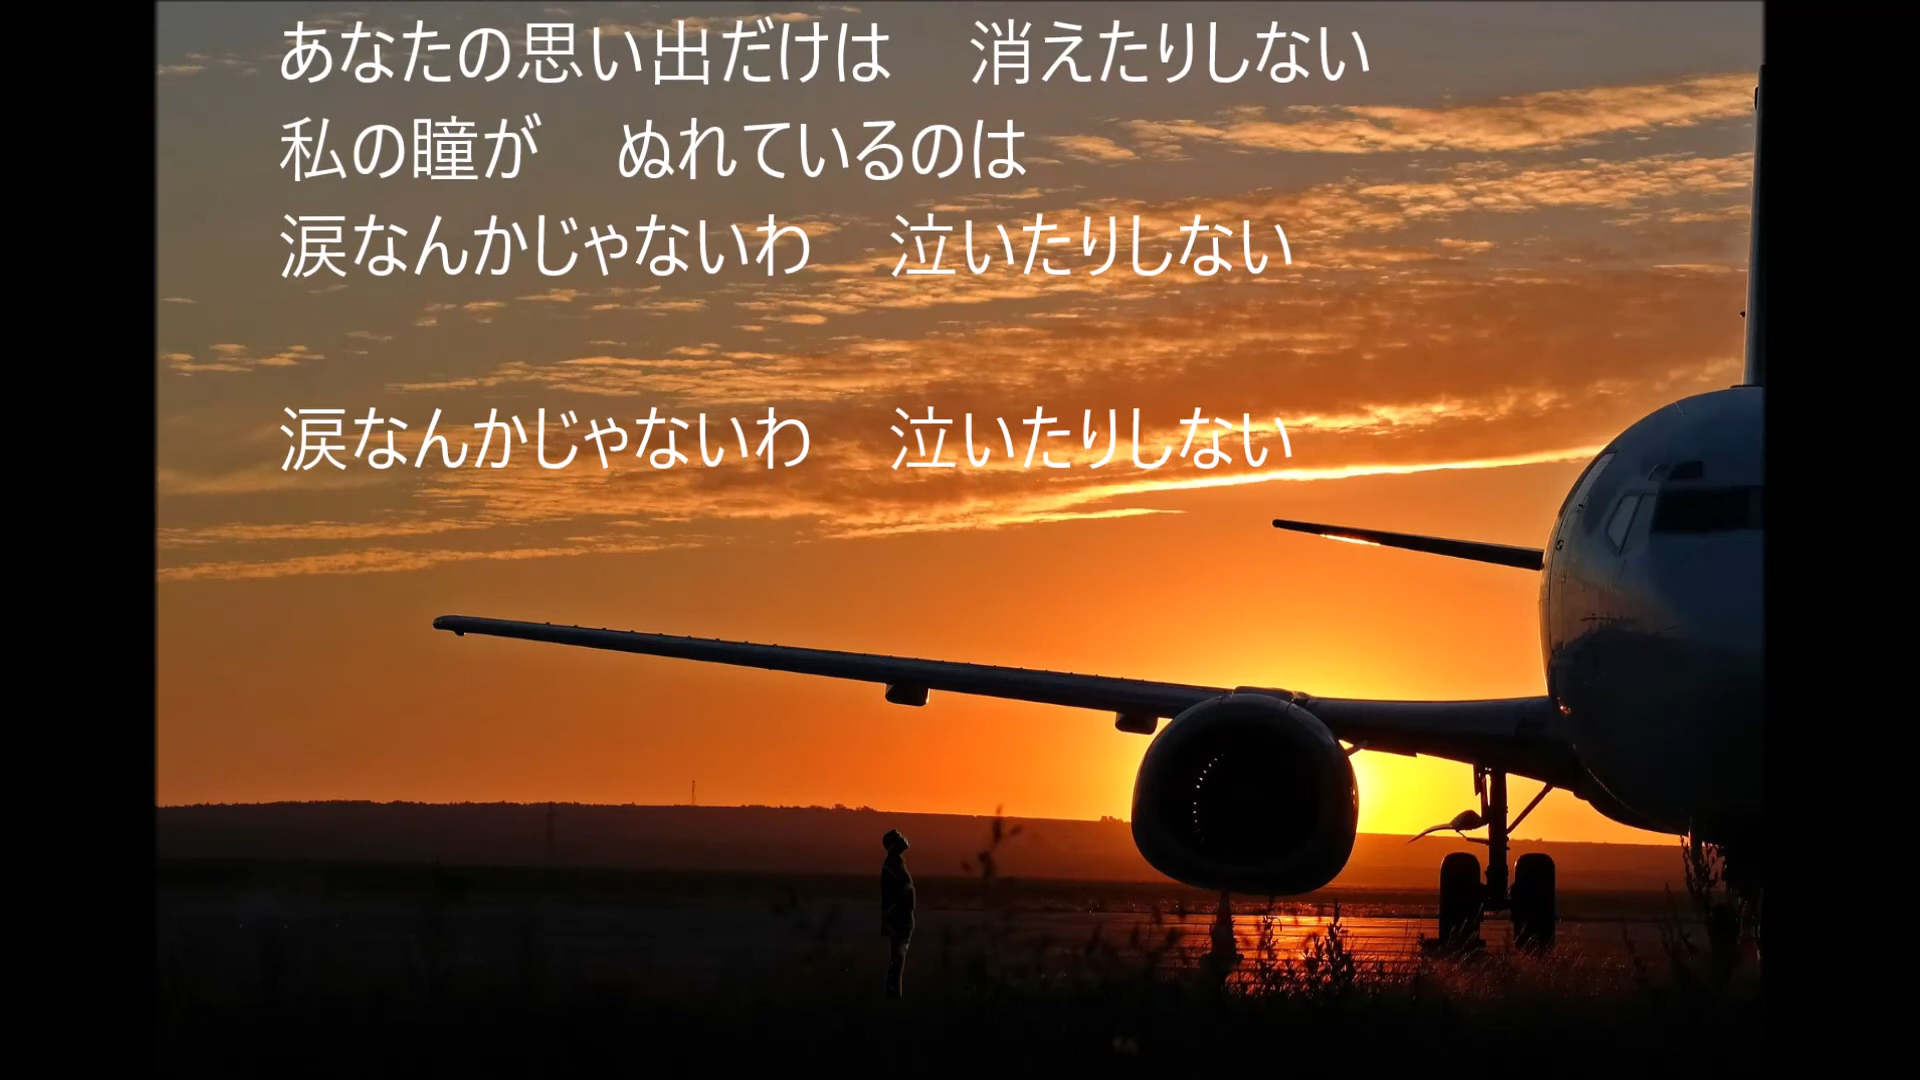 あなたの思い出だけは　消えたりしない
私の瞳が　ぬれているのは
涙なんかじゃないわ　泣いたりしない
涙なんかじゃないわ　泣いたりしない